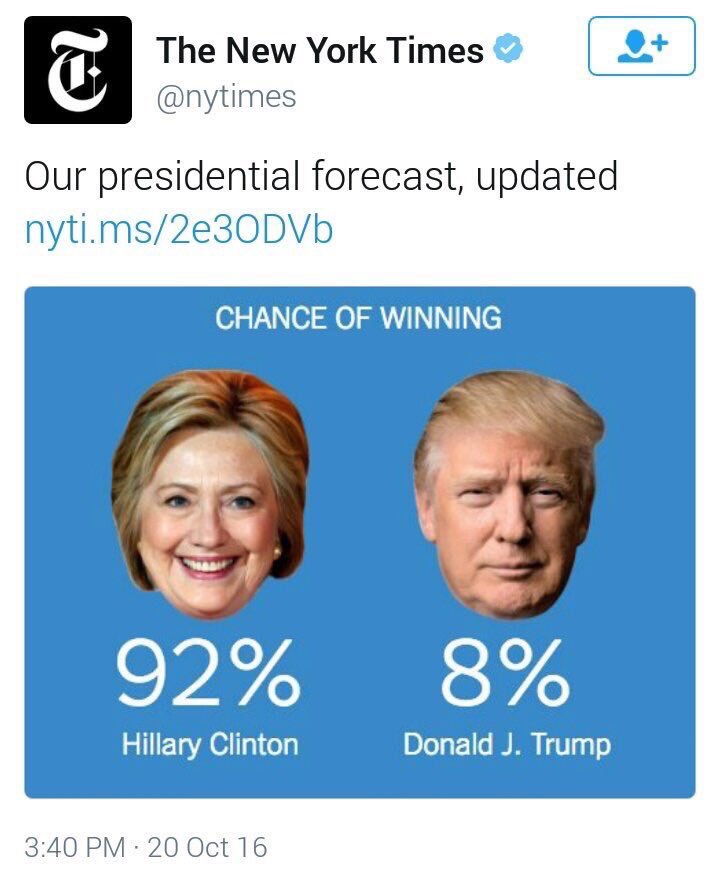 The New York Times
@nytimes
Our presidential forecast, updated
nyti.ms/2e3ODVb
CHANCE OF WINNING
92% 8%
Hillary Clinton Donald J. Trump
3:40 PM · 20 Oct 16